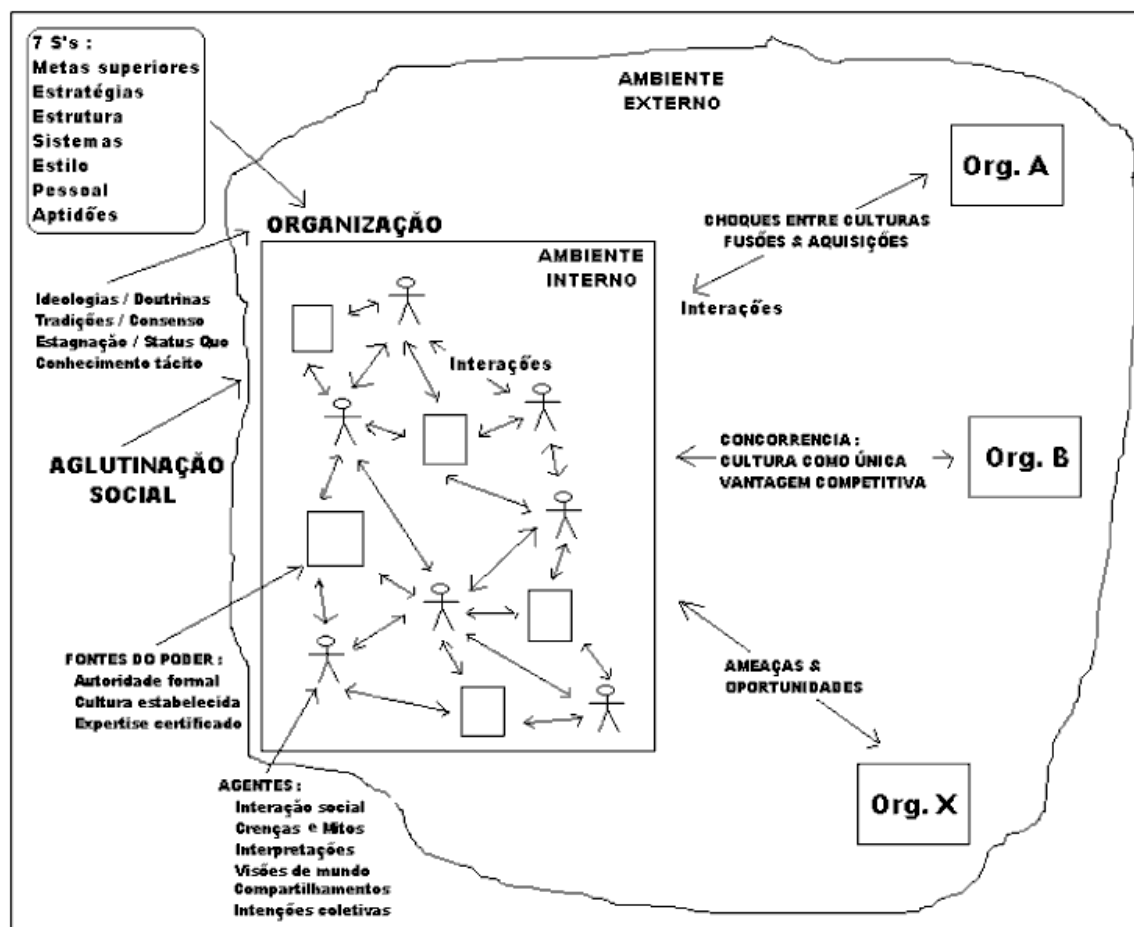 7 S's :
Metas superiores
Estratégias
Estrutura
Sistemas
Estilo
Pessoal
Aptidões
AMBIENTE
EXTERNO
Org. A
CHOQUES ENTRE CULTURAS
FUSÕES & AQUISIÇÕES
Interações
ORGANIZAÇÃO
AMBIENTE
INTERNO
Ideologias / Doutrinas
Tradições / Consenso
Estagnação / Status Quo
Conhecimento tácito
Interações
AGLUTINAÇÃO
SOCIAL
CONCORRENCIA :
CULTURA COMO ÚNICA
VANTAGEM COMPETITIVA
Org. B
FONTES DO PODER :
Autoridade formal
Cultura estabelecida
Expertise certificado
AMEAÇAS &
OPORTUNIDADES
Org. X
AGENTES :
Interação social
Crenças e Mitos
Interpretações
Visões de mundo
Compartilhamentos
Intenções coletivas